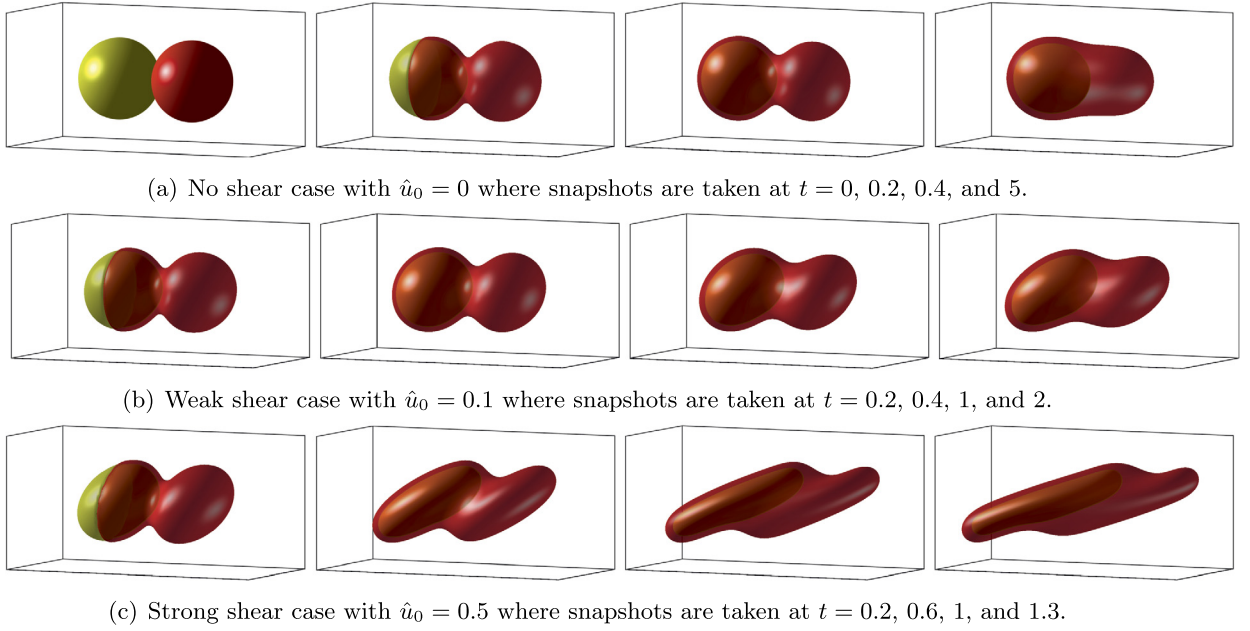 (a) No shear case with û₀ = 0 where snapshots are taken at t = 0, 0.2, 0.4, and 5.
(b) Weak shear case with û₀ = 0.1 where snapshots are taken at t = 0.2, 0.4, 1, and 2.
(c) Strong shear case with û₀ = 0.5 where snapshots are taken at t = 0.2, 0.6, 1, and 1.3.